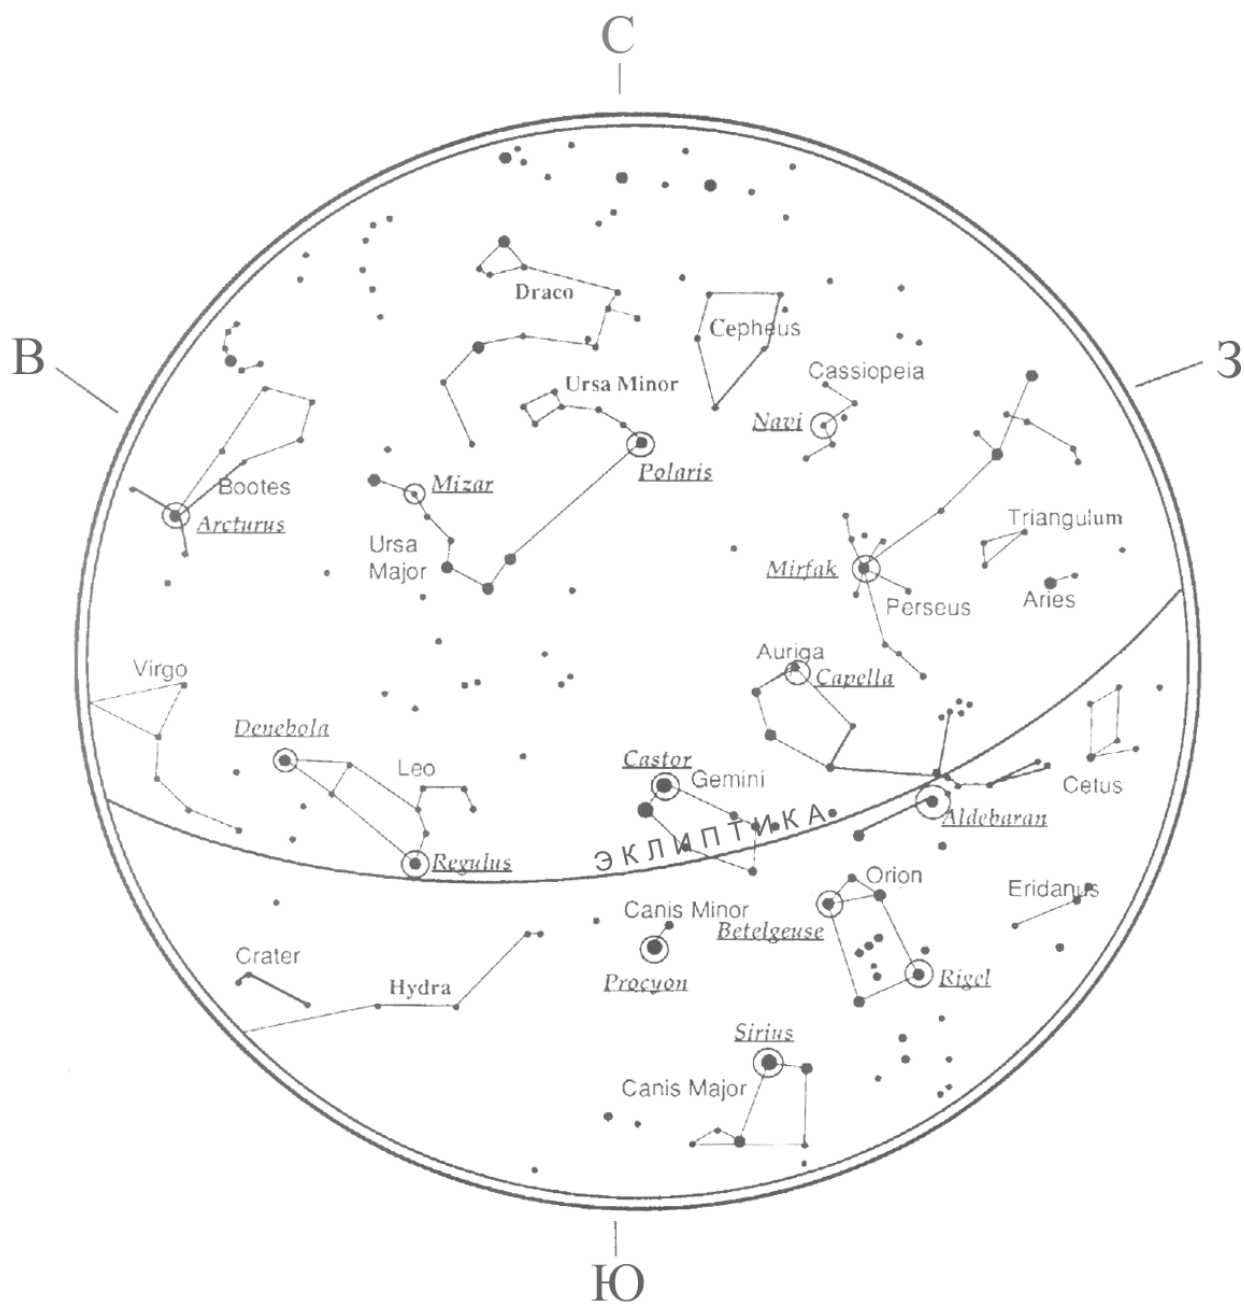 С
В
З
Draco
Cepheus
Cassiopeia
Ursa Minor
Navi
Polaris
Mizar
Bootes
Arcturus
Triangulum
Ursa
Major
Mirfak
Aries
Perseus
Virgo
Auriga
Capella
Denebola
Leo
Castor
Gemini
Cetus
ЭКЛИПТИКА
Aldebaran
Regulus
Orion
Eridanus
Canis Minor
Betelgeuse
Crater
Hydra
Procyon
Rigel
Sirius
Canis Major
Ю